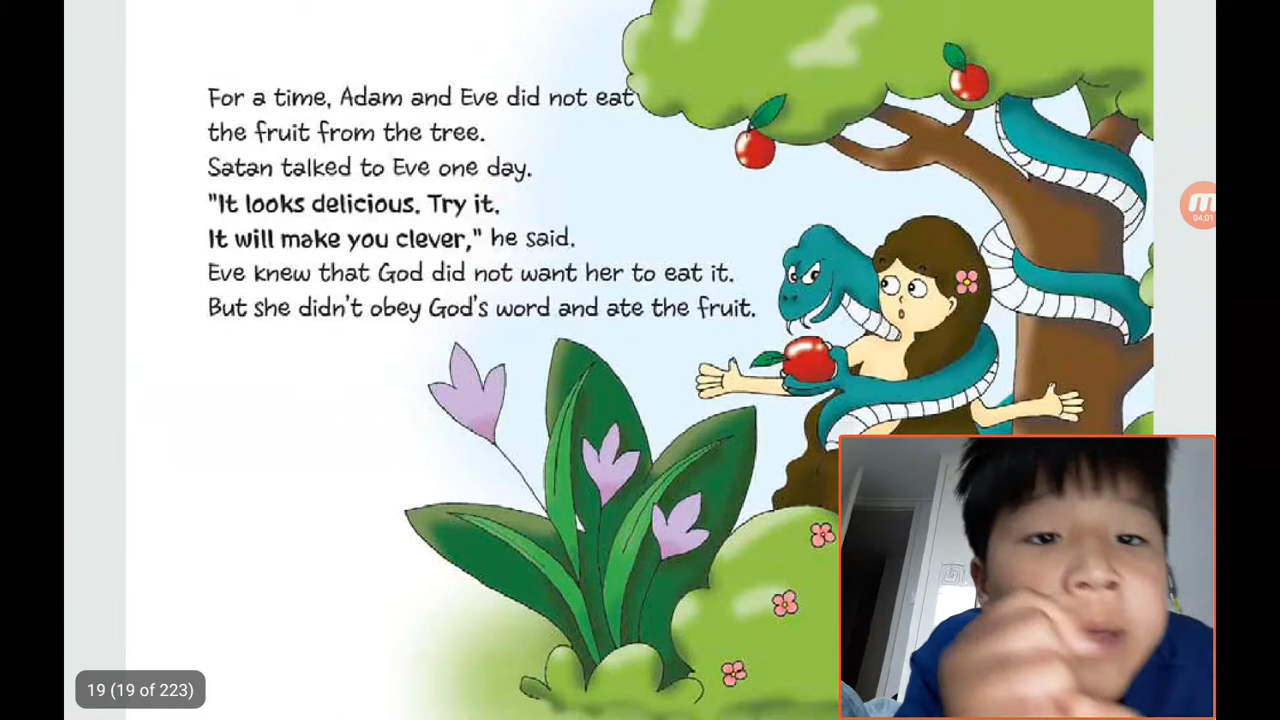 For a time, Adam and Eve did not eat
the fruit from the tree.
Satan talked to Eve one day.
"It looks delicious. Try it.
It will make you clever," he said.
Eve knew that God did not want her to eat it.
But she didn't obey God's word and ate the fruit.
04:01
19 (19 of 223)